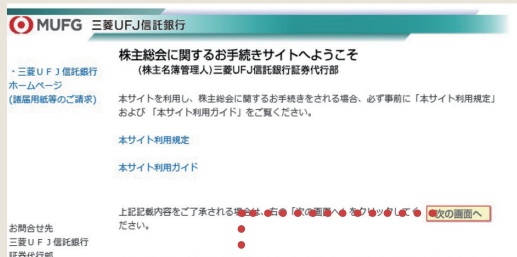 MUFG 三菱UFJ信託銀行
株主総会に関するお手続きサイトへようこそ
(株主名簿管理人)三菱UFJ信託銀行証券代行部
・三菱ＵＦＪ信託銀行
ホームページ
(諸届用紙等のご請求)
本サイトを利用し、株主総会に関するお手続きをされる場合、必ず事前に「本サイト利用規定」
および 「本サイト利用ガイド」をご覧ください。
本サイト利用規定
本サイト利用ガイド
上記記載内容をご了承される場合は、右の「次の画面へ」をクリックしてく
ださい。
次の画面へ
お問合せ先
三菱ＵＦＪ信託銀行
証券代行部